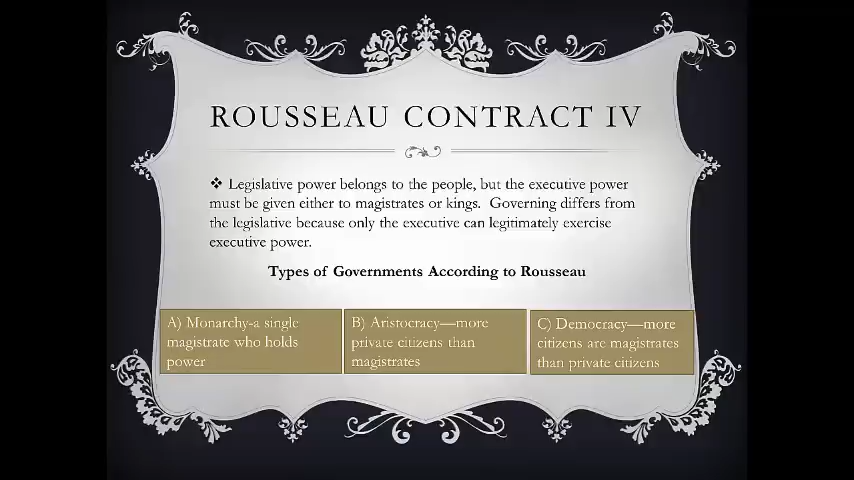 ROUSSEAU CONTRACT IV
❖ Legislative power belongs to the people, but the executive power
must be given either to magistrates or kings. Governing differs from
the legislative because only the executive can legitimately exercise
executive power.
Types of Governments According to Rousseau
A) Monarchy-a single
magistrate who holds
power
B) Aristocracy—more
private citizens than
magistrates
C) Democracy—more
citizens are magistrates
than private citizens